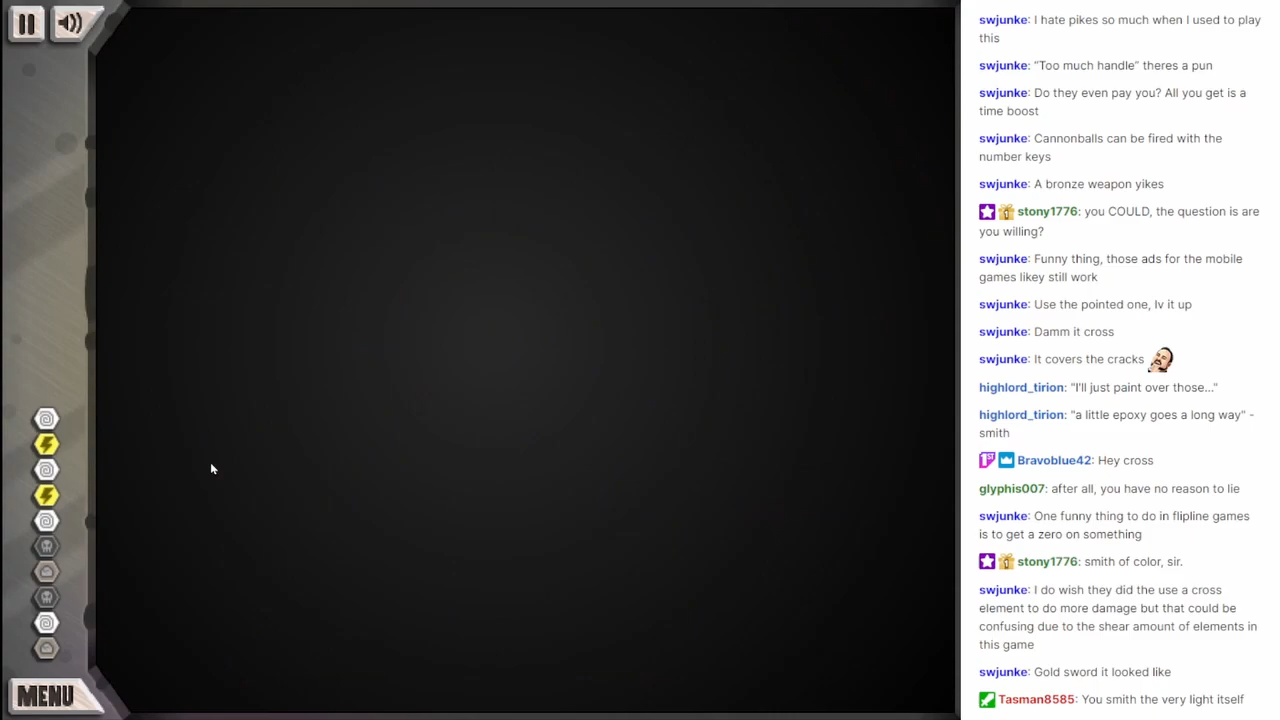 swjunke: I hate pikes so much when I used to play
this
swjunke: "Too much handle" theres a pun
swjunke: Do they even pay you? All you get is a
time boost
swjunke: Cannonballs can be fired with the
number keys
swjunke: A bronze weapon yikes
stony1776: you COULD, the question is are
you willing?
swjunke: Funny thing, those ads for the mobile
games likey still work
swjunke: Use the pointed one, lv it up
swjunke: Damm it cross
swjunke: It covers the cracks
highlord_tirion: "I'll just paint over those..."
highlord_tirion: "a little epoxy goes a long way" -
smith
Bravoblue42: Hey cross
glyphis007: after all, you have no reason to lie
swjunke: One funny thing to do in flipline games
is to get a zero on something
stony1776: smith of color, sir.
swjunke: I do wish they did the use a cross
element to do more damage but that could be
confusing due to the shear amount of elements in
this game
swjunke: Gold sword it looked like
Tasman8585: You smith the very light itself
MENU